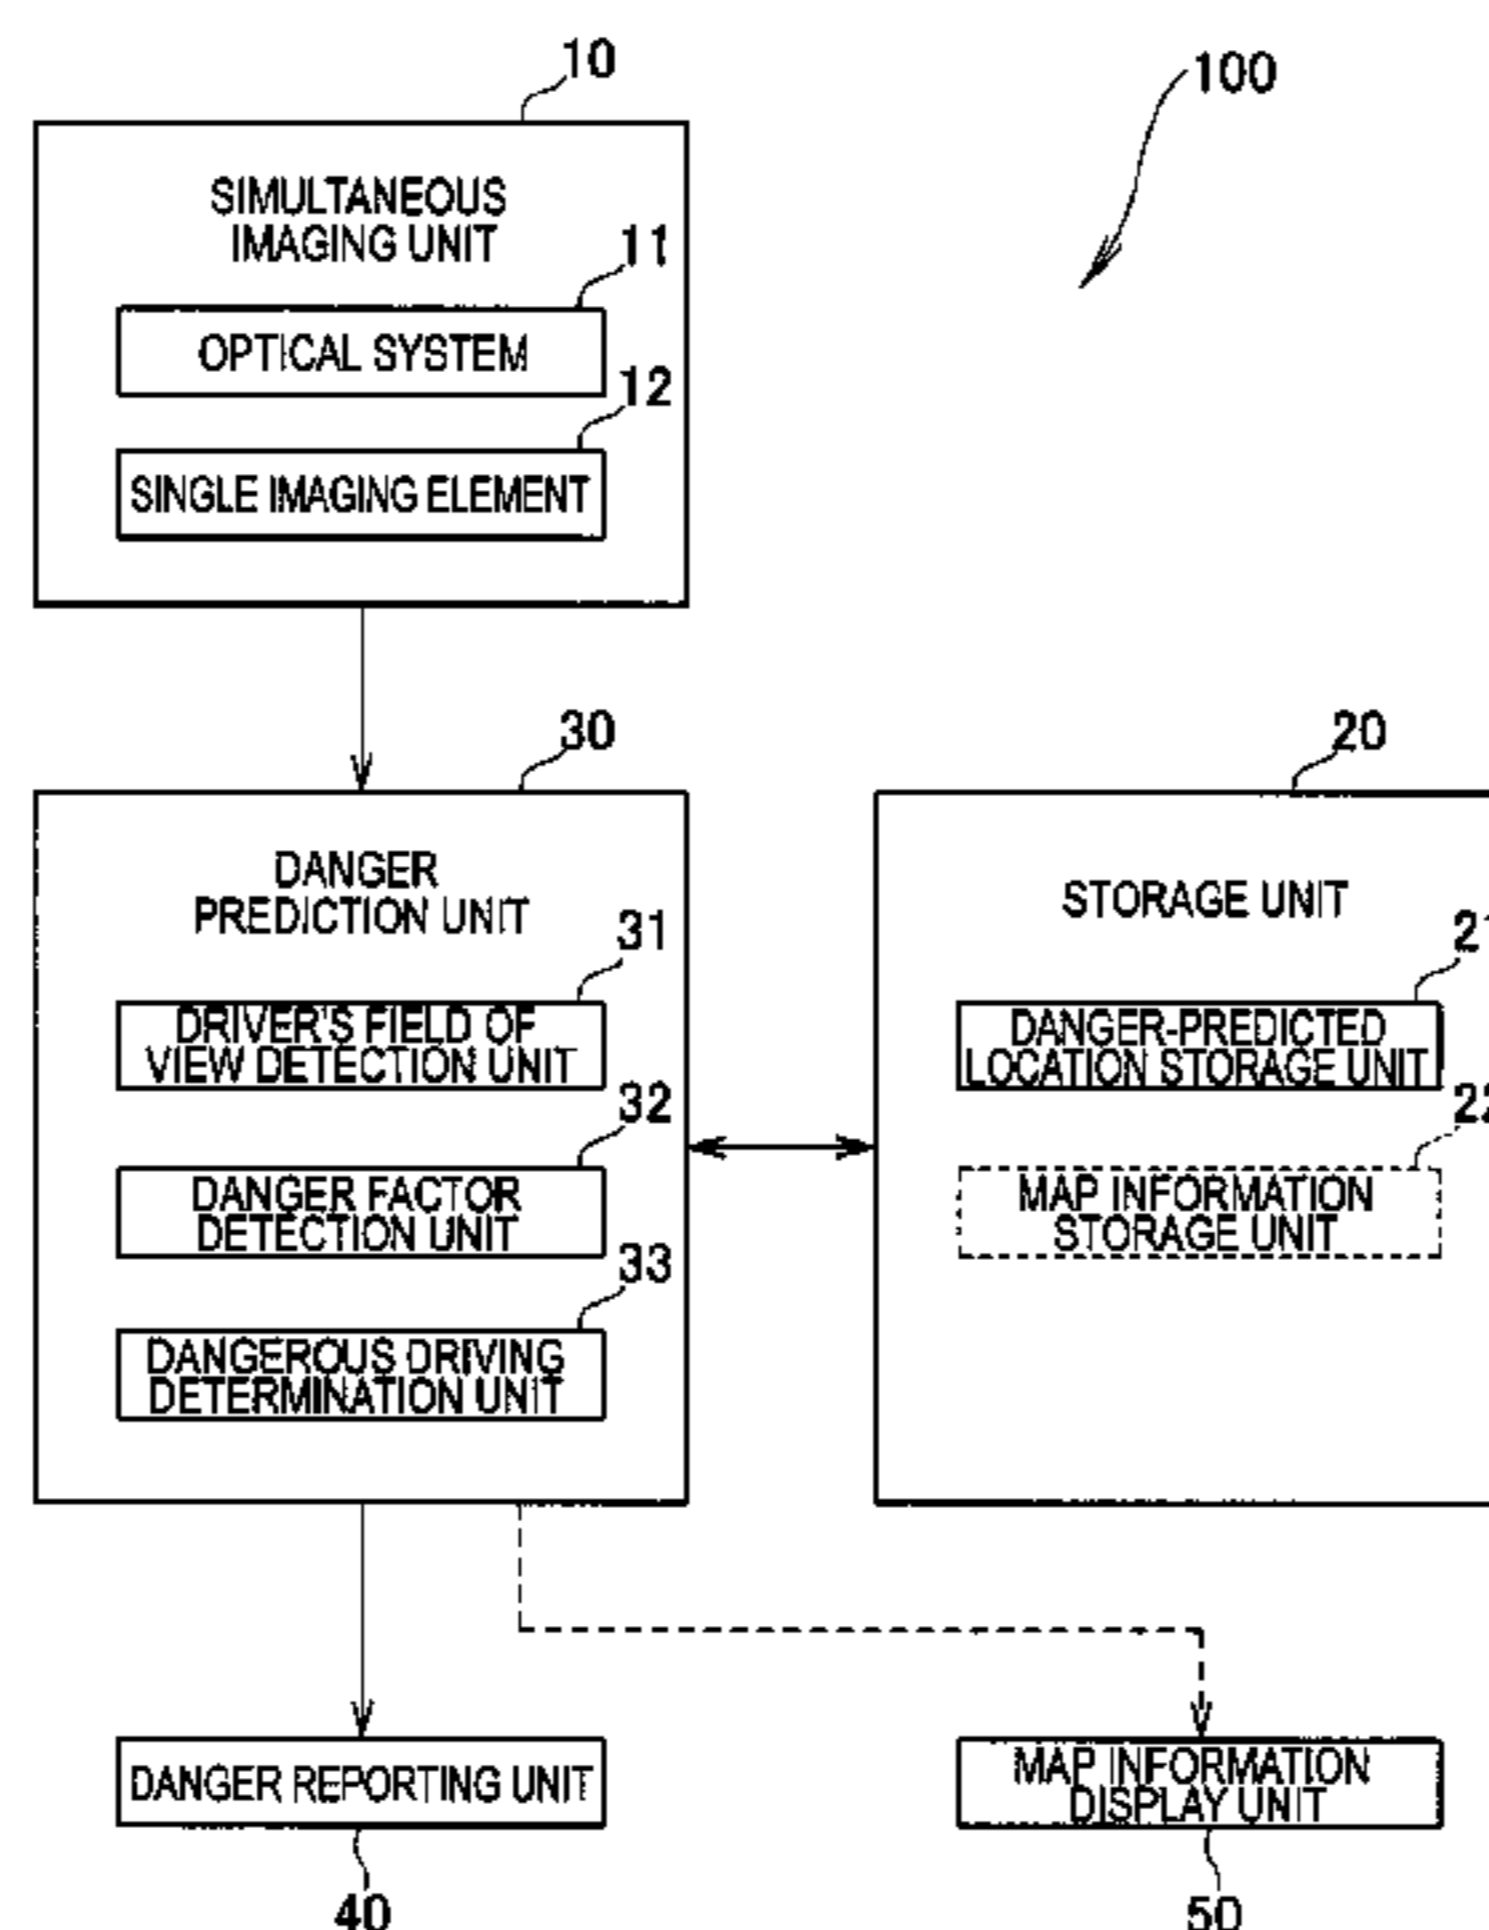 10
100
SIMULTANEOUS
IMAGING UNIT
11
OPTICAL SYSTEM
12
SINGLE IMAGING ELEMENT
30
20
DANGER
PREDICTION UNIT
STORAGE UNIT
31
21
DRIVER'S FIELD OF
VIEW DETECTION UNIT
DANGER-PREDICTED
LOCATION STORAGE UNIT
32
22
DANGER FACTOR
DETECTION UNIT
MAP INFORMATION
STORAGE UNIT
33
DANGEROUS DRIVING
DETERMINATION UNIT
DANGER REPORTING UNIT
MAP INFORMATION
DISPLAY UNIT
40
50